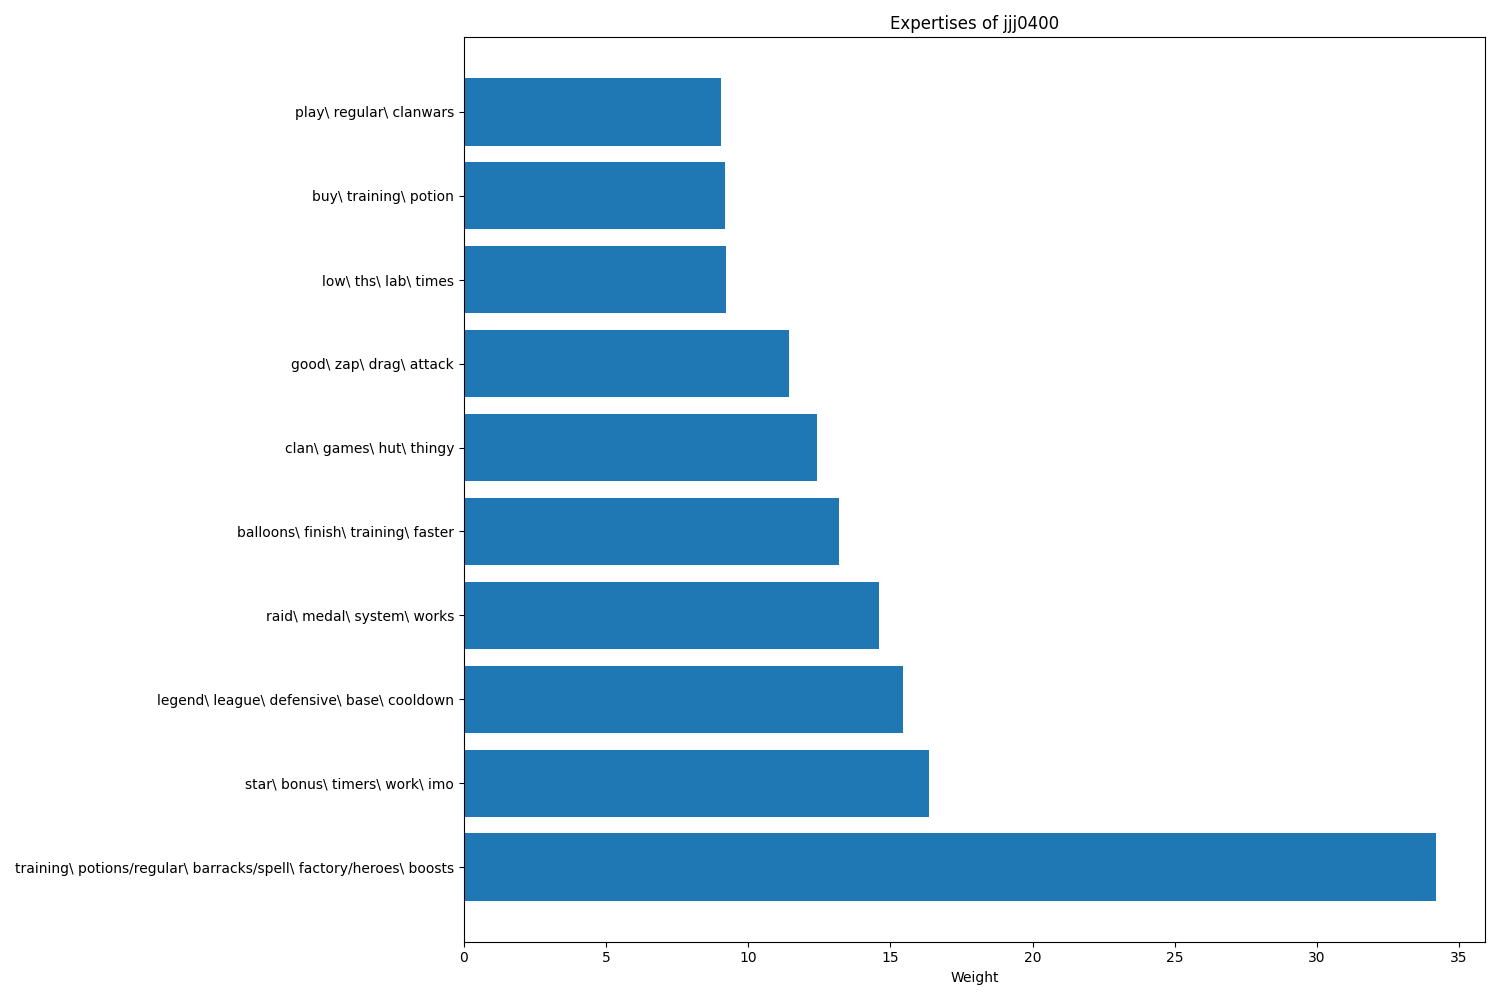 Expertises of jjj0400
play\ regular\ clanwars
buy\ training\ potion
low\ ths\ lab\ times
good\ zap\ drag\ attack
clan\ games\ hut\ thingy
balloons\ finish\ training\ faster
raid\ medal\ system\ works
legend\ league\ defensive\ base\ cooldown
star\ bonus\ timers\ work\ imo
training\ potions/regular\ barracks/spell\ factory/heroes\ boosts
0 5 10 15 20 25 30 35
Weight